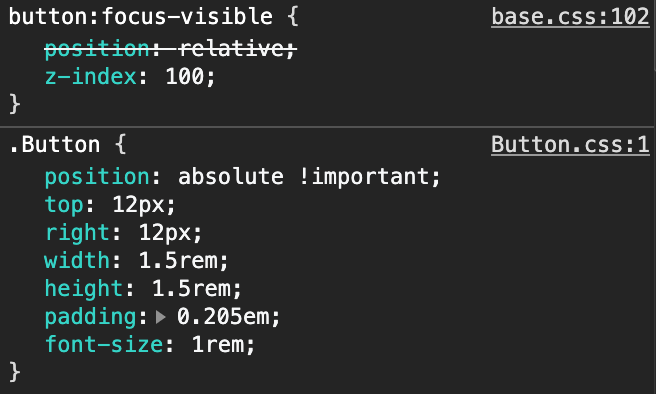 button:focus-visible { base.css:102
position: relative;
z-index: 100;
}
.Button { Button.css:1
position: absolute !important;
top: 12px;
right: 12px;
width: 1.5rem;
height: 1.5rem;
padding: 0.205em;
font-size: 1rem;
}